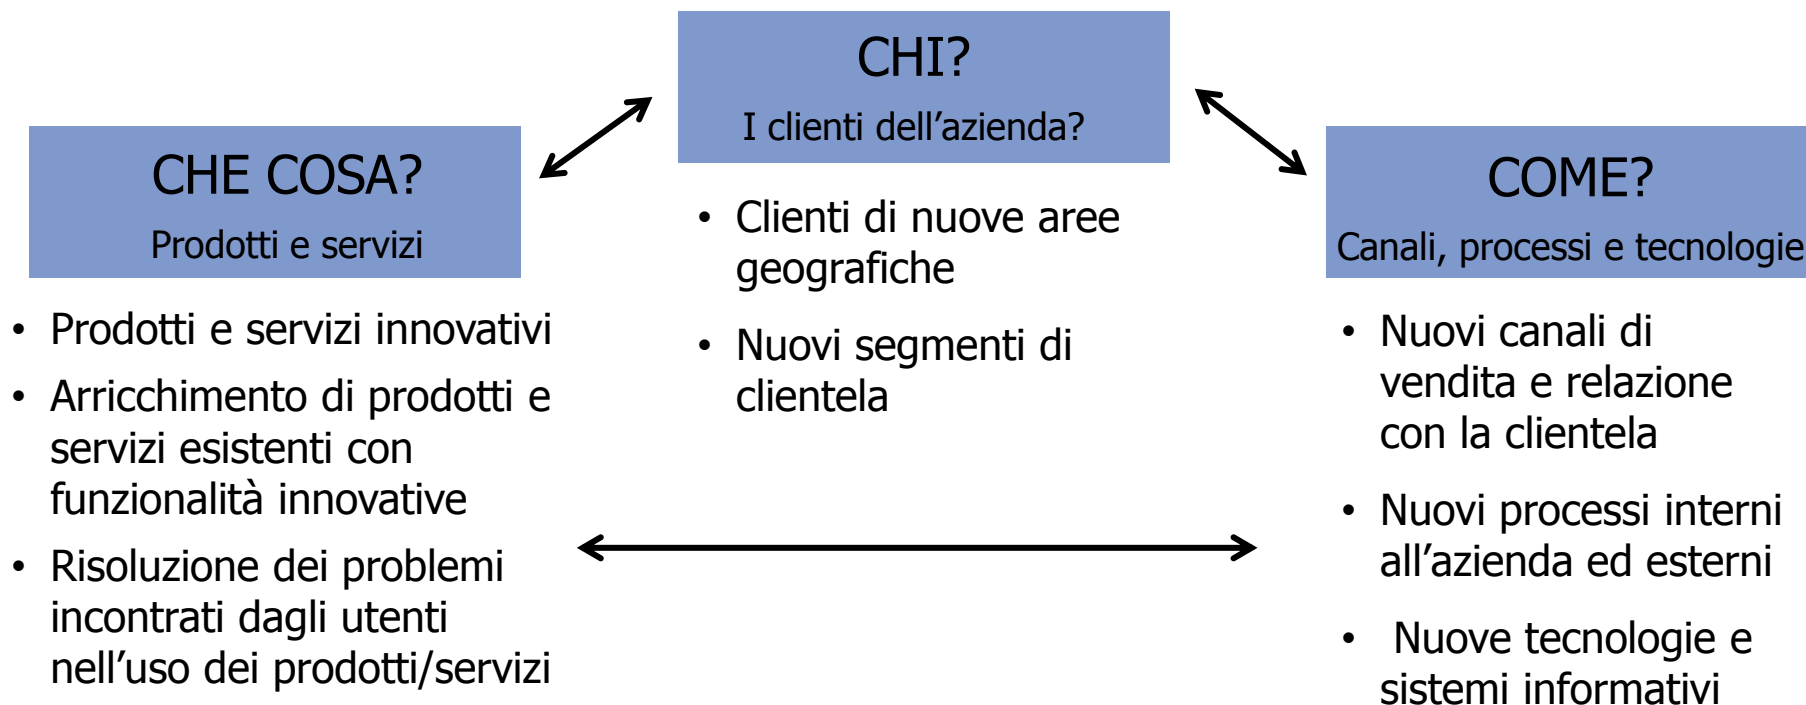 CHE COSA?
Prodotti e servizi
• Prodotti e servizi innovativi
• Arricchimento di prodotti e
servizi esistenti con
funzionalità innovative
• Risoluzione dei problemi
incontrati dagli utenti
nell’uso dei prodotti/servizi
CHI?
I clienti dell’azienda?
• Clienti di nuove aree
geografiche
• Nuovi segmenti di
clientela
COME?
Canali, processi e tecnologie
• Nuovi canali di
vendita e relazione
con la clientela
• Nuovi processi interni
all’azienda ed esterni
• Nuove tecnologie e
sistemi informativi